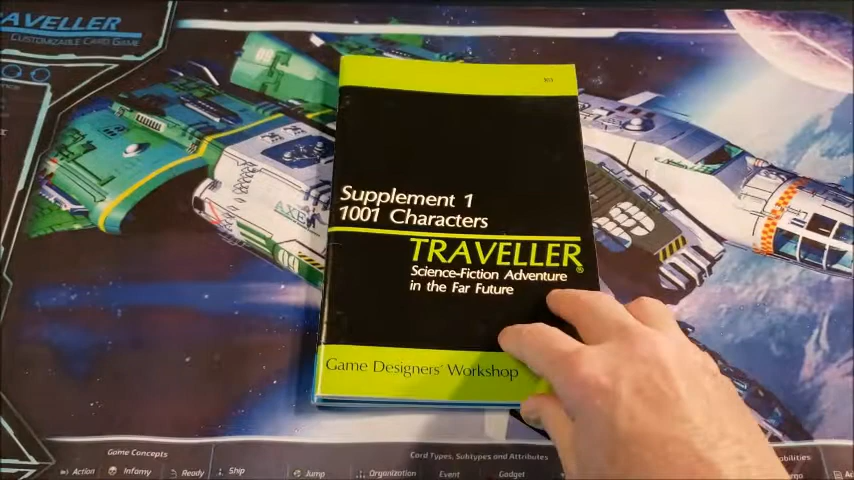 TRAVELLER
CUSTOMIZABLE CARD GAME
Supplement 1
1001 Characters
TRAVELLER®
Science-Fiction Adventure
in the Far Future
Game Designers' Workshop
AXE
Game Concepts
Card Types, Subtypes and Attributes
Action
Infamy
Ready
Ship
Jump
Organization
Event
Gadget